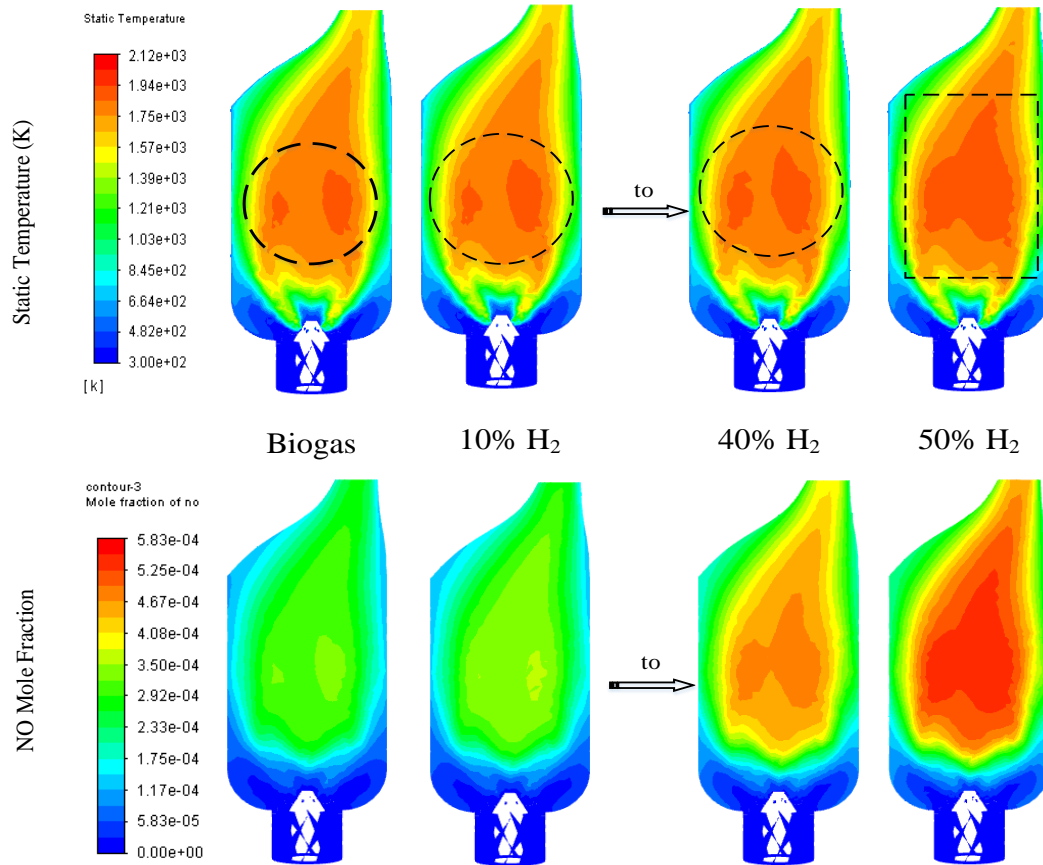 Static Temperature
2.12e+03
1.94e+03
1.75e+03
1.57e+03
1.39e+03
1.21e+03
1.03e+03
8.45e+02
6.64e+02
4.82e+02
3.00e+02
[k]
Static Temperature (K)
to
Biogas
10% H₂
40% H₂
50% H₂
contour-3
Mole fraction of no
5.83e-04
5.25e-04
4.67e-04
4.08e-04
3.50e-04
2.92e-04
2.33e-04
1.75e-04
1.17e-04
5.83e-05
0.00e+00
NO Mole Fraction
to